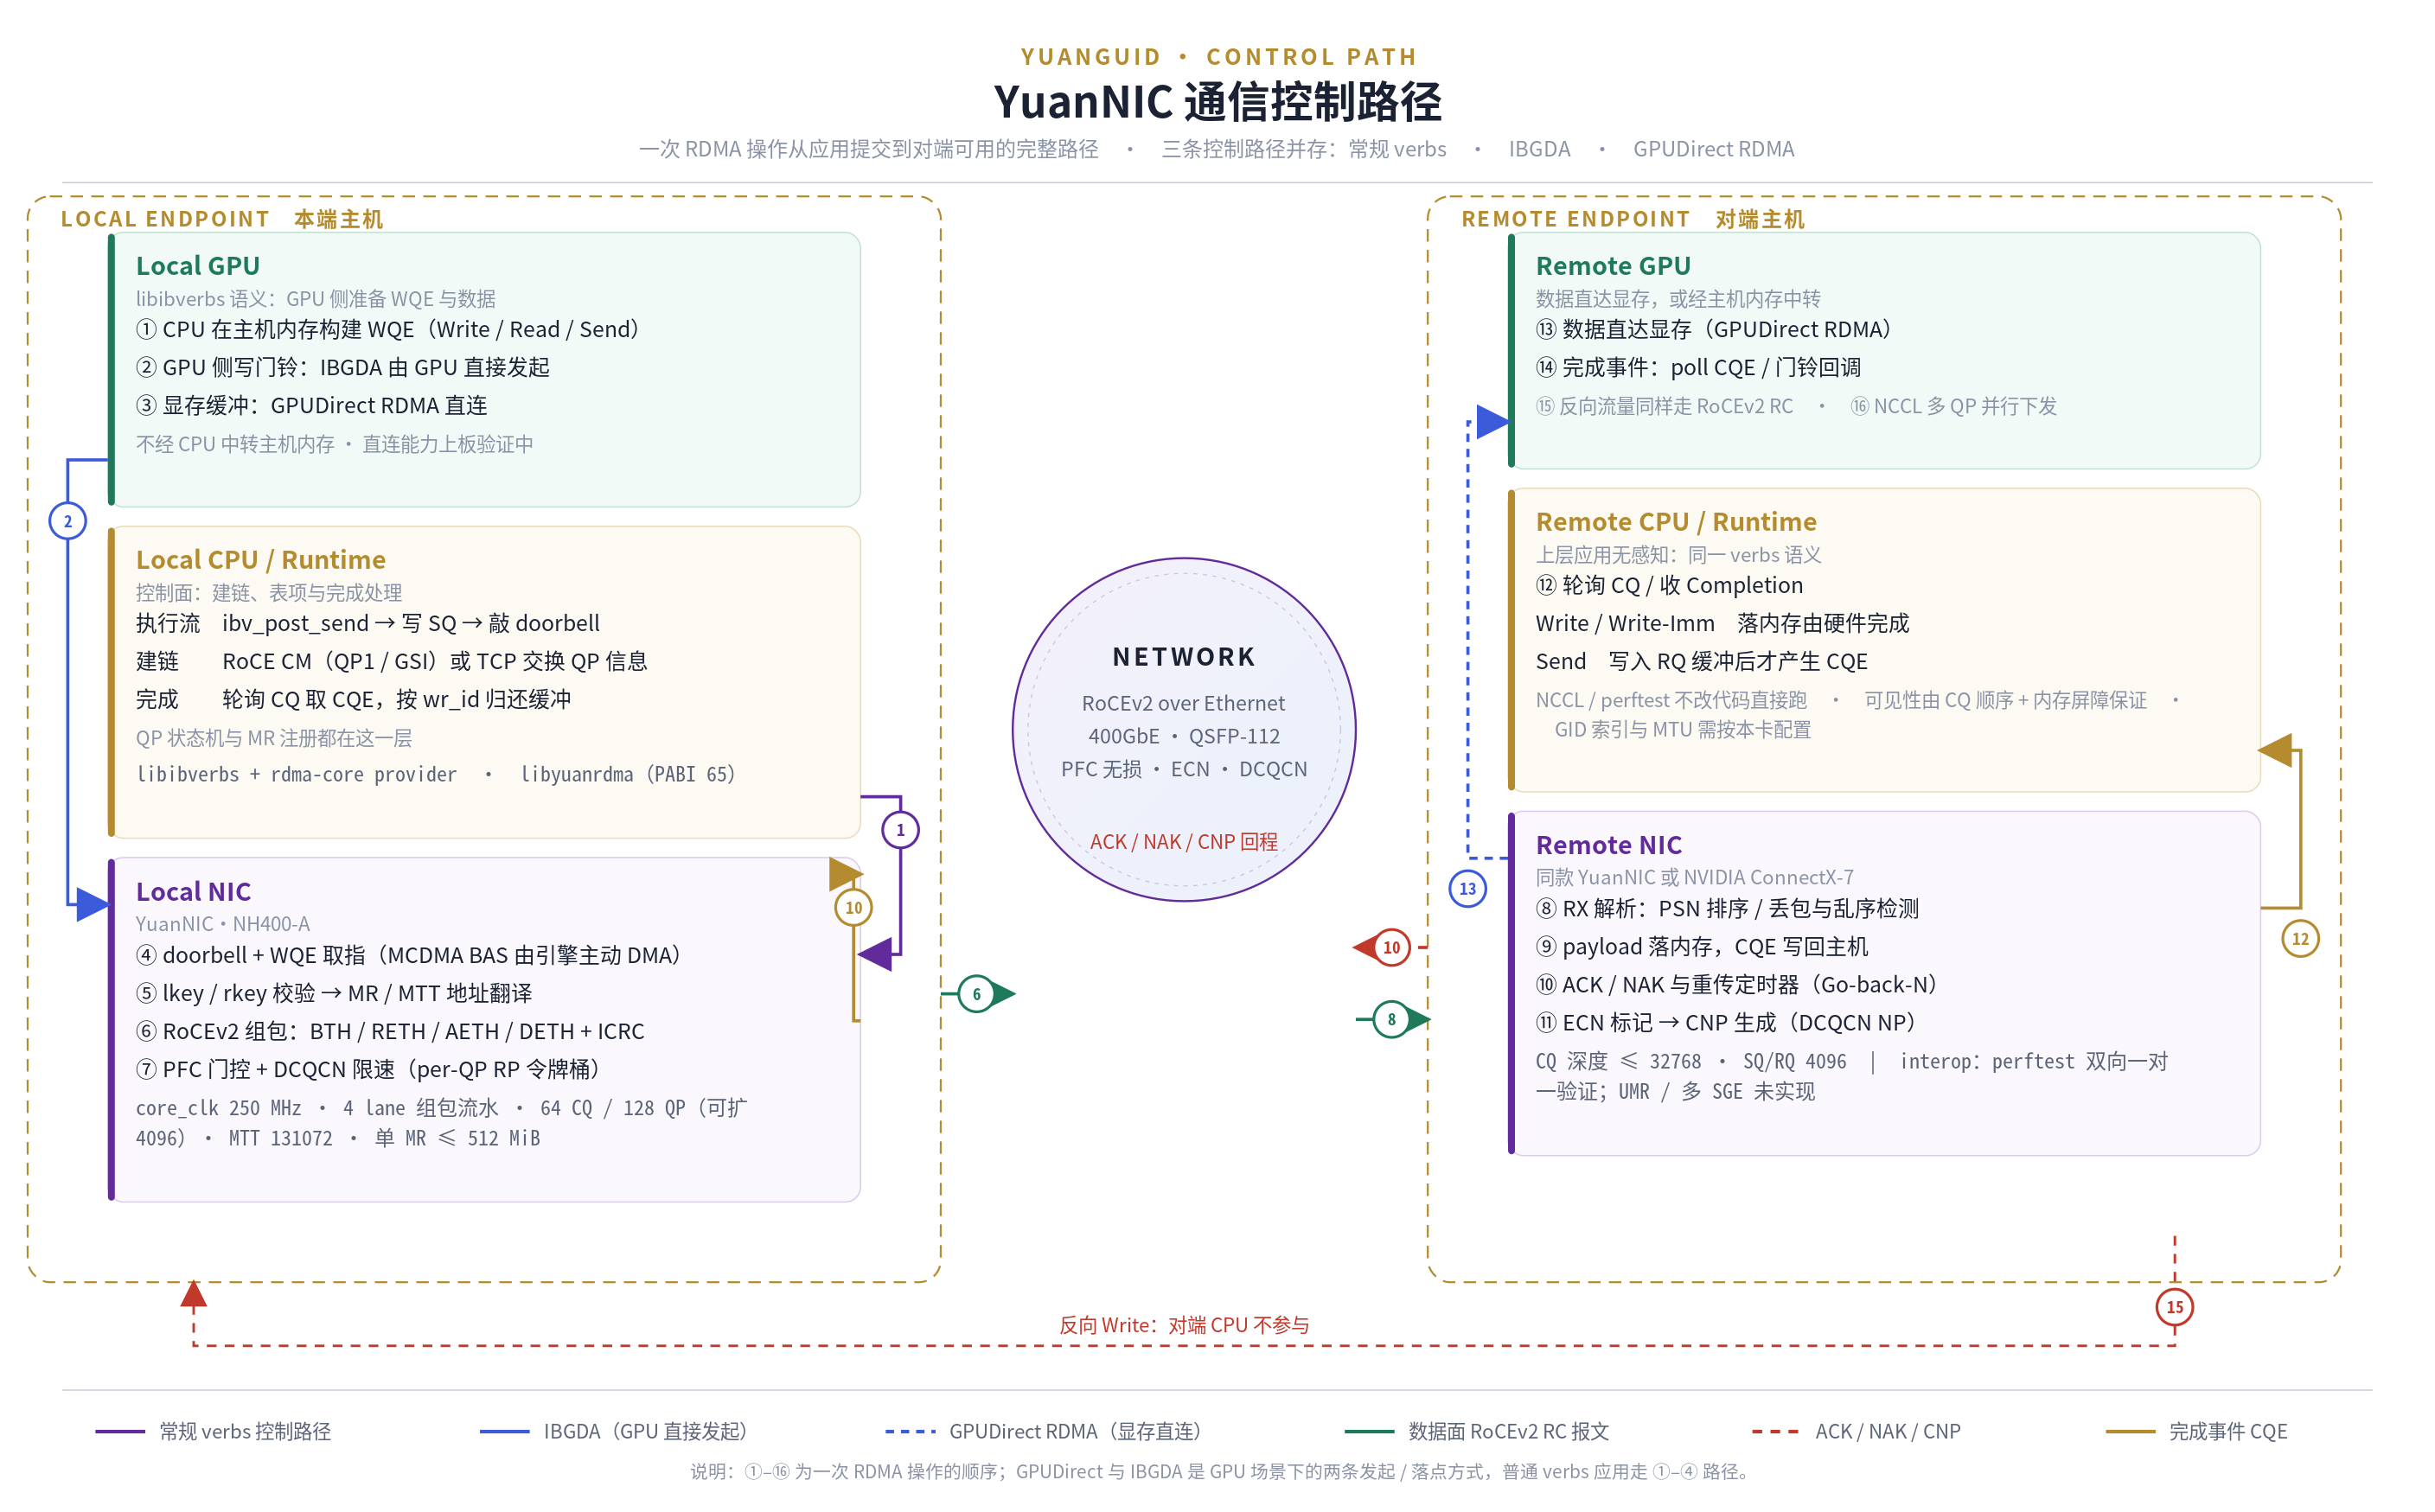 YUANGUID · CONTROL PATH
YuanNIC 通信控制路径
一次 RDMA 操作从应用提交到对端可用的完整路径 · 三条控制路径并存：常规 verbs · IBGDA · GPUDirect RDMA
LOCAL ENDPOINT 本端主机
Local GPU
libibverbs 语义：GPU 侧准备 WQE 与数据
① CPU 在主机内存构建 WQE（Write / Read / Send）
② GPU 侧写门铃：IBGDA 由 GPU 直接发起
③ 显存缓冲：GPUDirect RDMA 直连
不经 CPU 中转主机内存 · 直连能力上板验证中
2
Local CPU / Runtime
控制面：建链、表项与完成处理
执行流 ibv_post_send → 写 SQ → 敲 doorbell
建链 RoCE CM（QP1 / GSI）或 TCP 交换 QP 信息
完成 轮询 CQ 取 CQE，按 wr_id 归还缓冲
QP 状态机与 MR 注册都在这一层
libibverbs + rdma-core provider · libyuanrdma（PABI 65）
1
Local NIC
YuanNIC · NH400-A
④ doorbell + WQE 取指（MCDMA BAS 由引擎主动 DMA）
⑤ lkey / rkey 校验 → MR / MTT 地址翻译
⑥ RoCEv2 组包：BTH / RETH / AETH / DETH + ICRC
⑦ PFC 门控 + DCQCN 限速（per-QP RP 令牌桶）
core_clk 250 MHz · 4 lane 组包流水 · 64 CQ / 128 QP（可扩
4096） · MTT 131072 · 单 MR ≤ 512 MiB
10
6
NETWORK
RoCEv2 over Ethernet
400GbE · QSFP-112
PFC 无损 · ECN · DCQCN
ACK / NAK / CNP 回程
10
8
REMOTE ENDPOINT 对端主机
Remote GPU
数据直达显存，或经主机内存中转
⑬ 数据直达显存（GPUDirect RDMA）
⑭ 完成事件：poll CQE / 门铃回调
⑮ 反向流量同样走 RoCEv2 RC · ⑯ NCCL 多 QP 并行下发
Remote CPU / Runtime
上层应用无感知：同一 verbs 语义
⑫ 轮询 CQ / 收 Completion
Write / Write-Imm 落内存由硬件完成
Send 写入 RQ 缓冲后才产生 CQE
NCCL / perftest 不改代码直接跑 · 可见性由 CQ 顺序 + 内存屏障保证 ·
GID 索引与 MTU 需按本卡配置
13
Remote NIC
同款 YuanNIC 或 NVIDIA ConnectX-7
⑧ RX 解析：PSN 排序 / 丢包与乱序检测
⑨ payload 落内存，CQE 写回主机
⑩ ACK / NAK 与重传定时器（Go-back-N）
⑪ ECN 标记 → CNP 生成（DCQCN NP）
CQ 深度 ≤ 32768 · SQ/RQ 4096 | interop：perftest 双向一对
一验证；UMR / 多 SGE 未实现
12
15
反向 Write：对端 CPU 不参与
常规 verbs 控制路径
IBGDA（GPU 直接发起）
GPUDirect RDMA（显存直连）
数据面 RoCEv2 RC 报文
ACK / NAK / CNP
完成事件 CQE
说明：①–⑯ 为一次 RDMA 操作的顺序；GPUDirect 与 IBGDA 是 GPU 场景下的两条发起 / 落点方式，普通 verbs 应用走 ①–④ 路径。